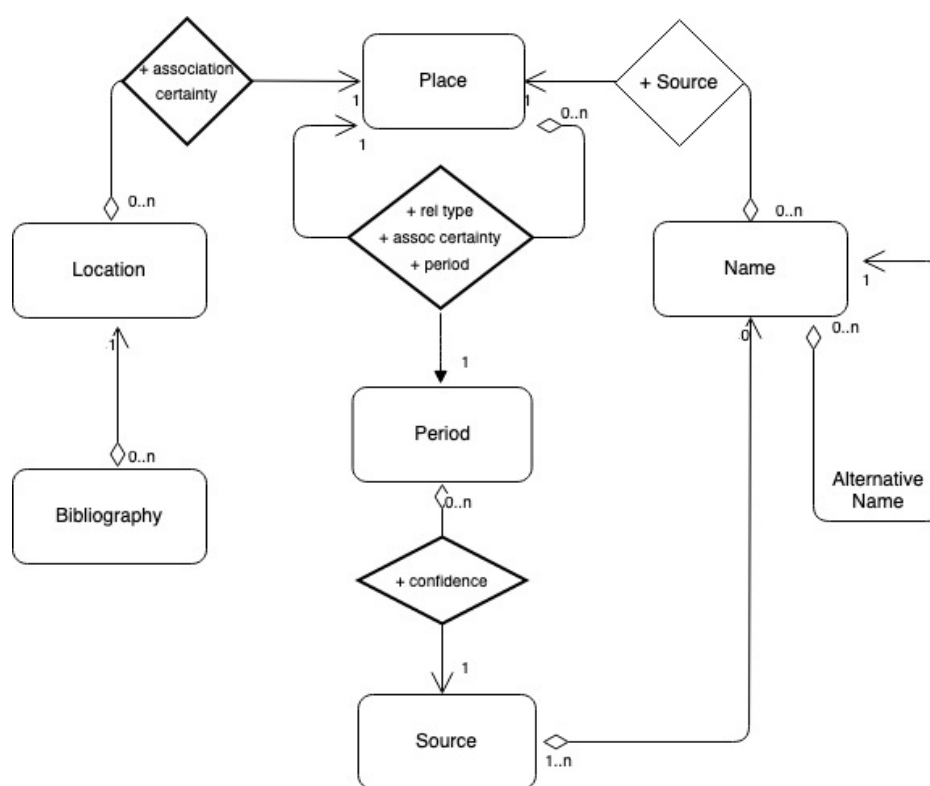 + association
certainty
Place
+ Source
1
1
1
0..n
0..n
+ rel type
+ assoc certainty
+ period
0..n
Location
Name
1
.1
1
.0
0..n
Period
0..n
Bibliography
0..n
Alternative
Name
+ confidence
1
Source
1..n